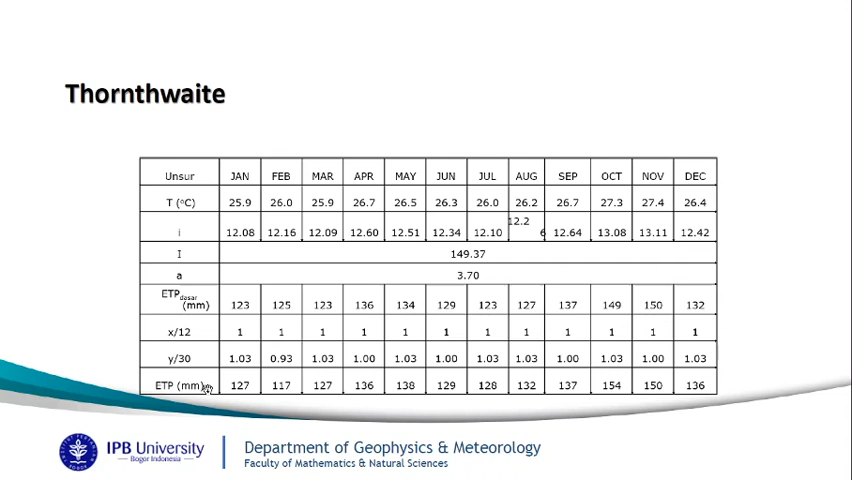 Thornthwaite
Unsur JAN FEB MAR APR MAY JUN JUL AUG SEP OCT NOV DEC
T (°C) 25.9 26.0 25.9 26.7 26.5 26.3 26.0 26.2 26.7 27.3 27.4 26.4
i 12.08 12.16 12.09 12.60 12.51 12.34 12.10 12.2 6 12.64 13.08 13.11 12.42
I 149.37
a 3.70
ETPdasar (mm) 123 125 123 136 134 129 123 127 137 149 150 132
x/12 1 1 1 1 1 1 1 1 1 1 1 1
y/30 1.03 0.93 1.03 1.00 1.03 1.00 1.03 1.03 1.00 1.03 1.00 1.03
ETP (mm) 127 117 127 136 138 129 128 132 137 154 150 136
IPB University
Bogor Indonesia
Department of Geophysics & Meteorology
Faculty of Mathematics & Natural Sciences